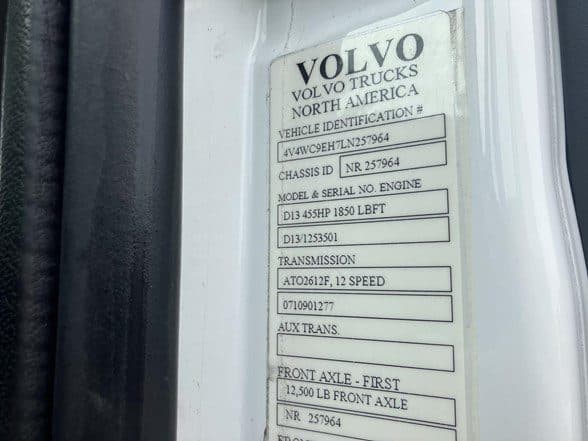 VOLVO
VOLVO TRUCKS
NORTH AMERICA
VEHICLE IDENTIFICATION #
4V4WC9EH7LN257964
CHASSIS ID NR 257964
MODEL & SERIAL NO. ENGINE
D13 455HP 1850 LBFT
D13/1253501
TRANSMISSION
ATO2612F, 12 SPEED
0710901277
AUX TRANS.
FRONT AXLE - FIRST
12,500 LB FRONT AXLE
NR 257964